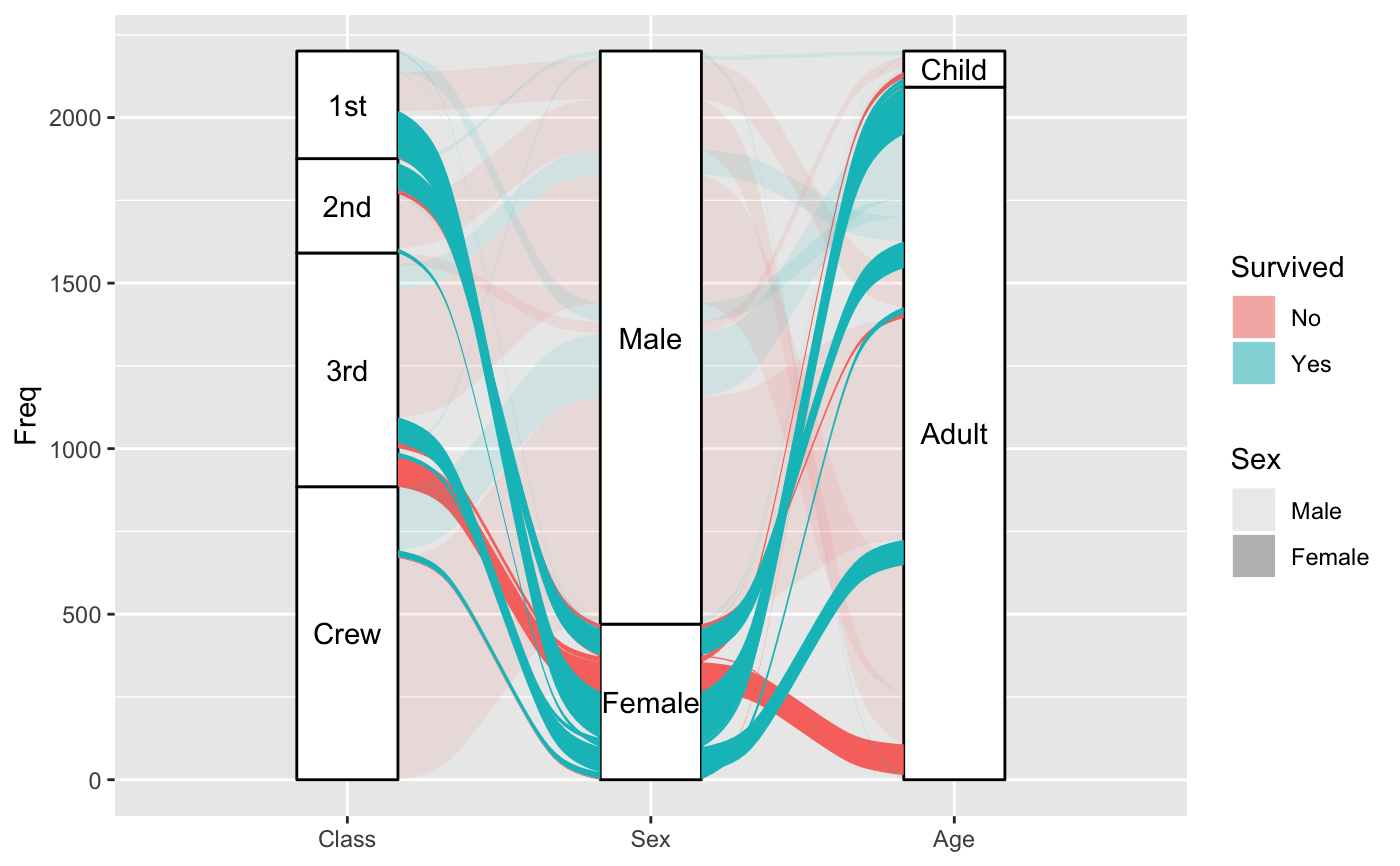 Freq
2000
1500
1000
500
0
1st
2nd
3rd
Crew
Male
Female
Child
Adult
Class
Sex
Age
Survived
No
Yes
Sex
Male
Female